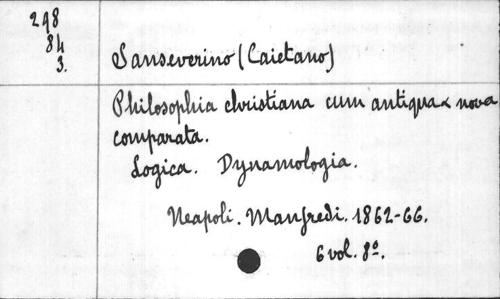 298
84
3.
Sanseverino (Caietano)
Philosophia christiana cum antiqua & nova
comparata.
Logica. Dynamologia.
Neapoli. Manfredi. 1862-66.
6 vol. 8º.